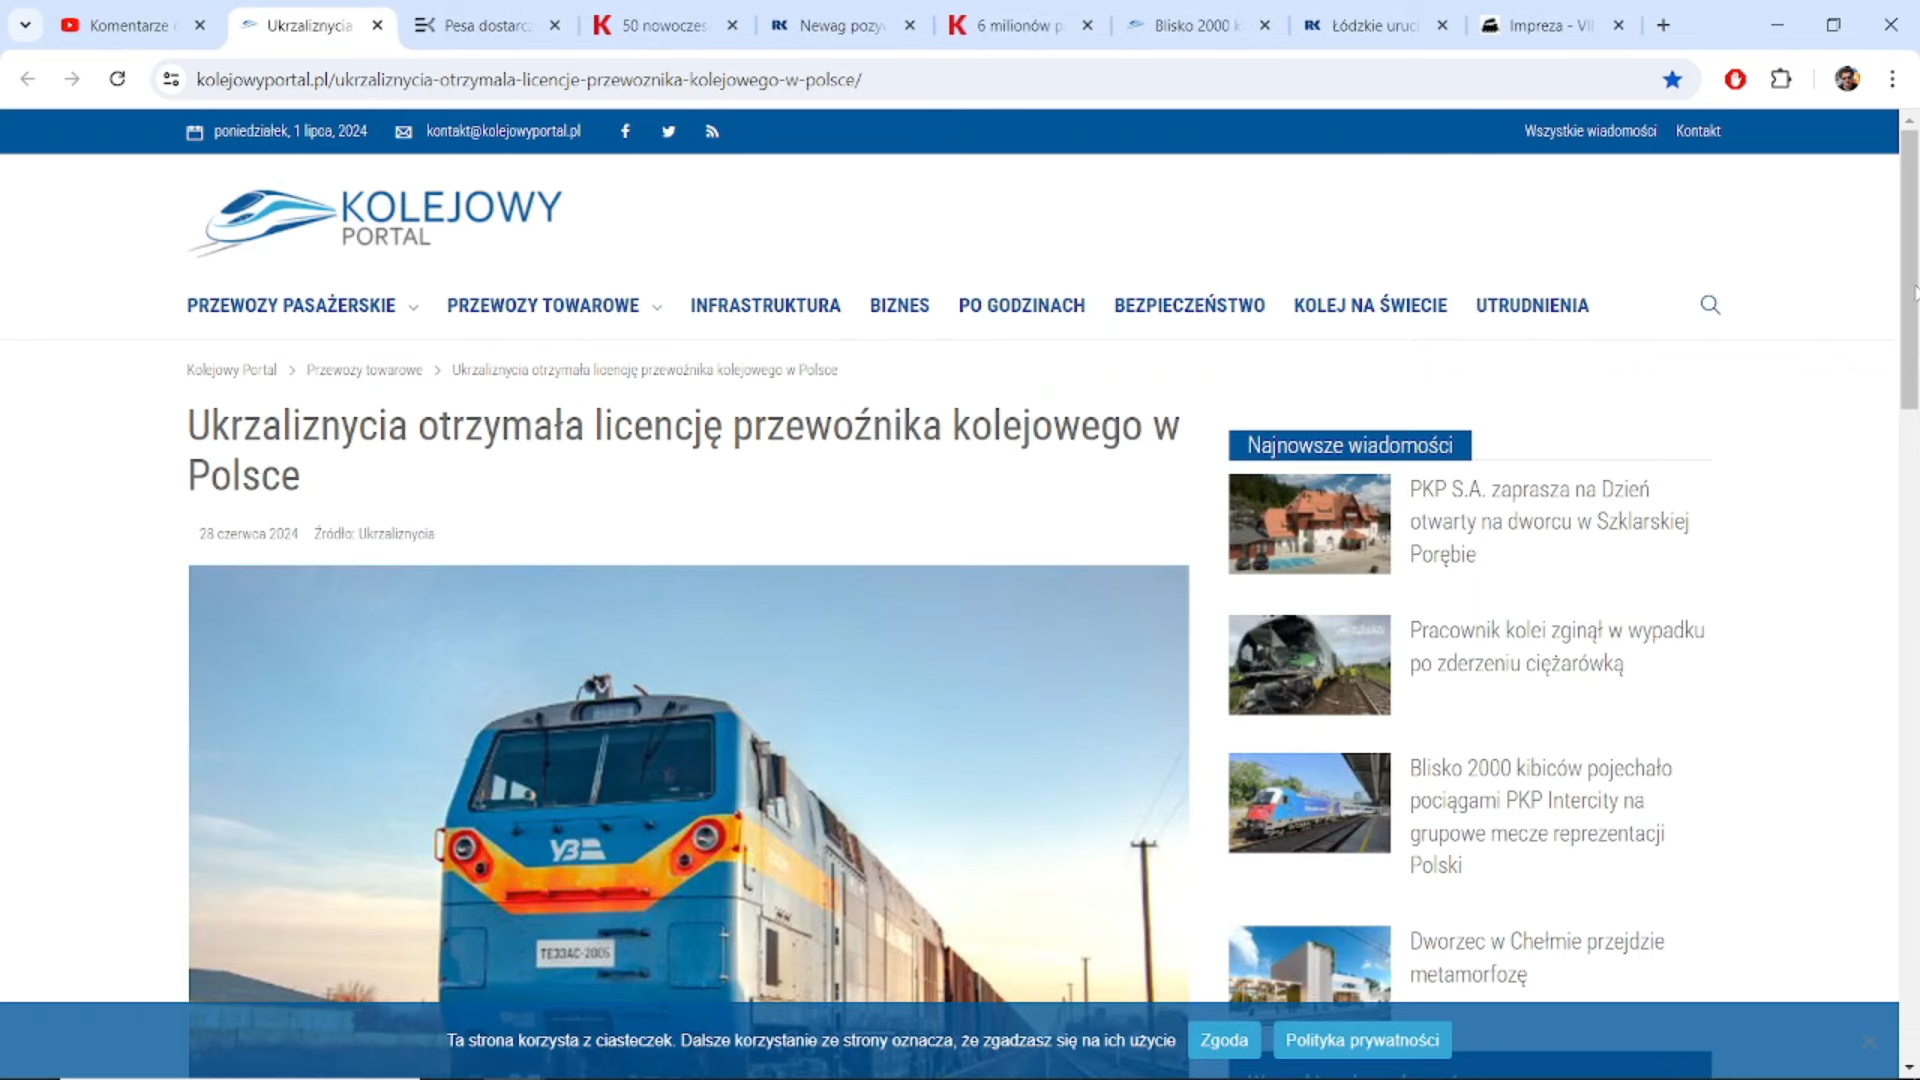 Komentarze
Ukrzaliznycia
Pesa dostarcz
50 nowoczes
Newag pozy
6 milionów p
Blisko 2000 k
Łódzkie uruc
Impreza - VII
kolejowyportal.pl/ukrzaliznycia-otrzymala-licencje-przewoznika-kolejowego-w-polsce/
poniedziałek, 1 lipca, 2024
kontakt@kolejowyportal.pl
Wszystkie wiadomości
Kontakt
KOLEJOWY
PORTAL
PRZEWOZY PASAŻERSKIE
PRZEWOZY TOWAROWE
INFRASTRUKTURA
BIZNES
PO GODZINACH
BEZPIECZEŃSTWO
KOLEJ NA ŚWIECIE
UTRUDNIENIA
Kolejowy Portal > Przewozy towarowe > Ukrzaliznycia otrzymała licencję przewoźnika kolejowego w Polsce
Ukrzaliznycia otrzymała licencję przewoźnika kolejowego w
Polsce
28 czerwca 2024 Źródło: Ukrzaliznycia
УЗ
ТЕ33АС-2005
Najnowsze wiadomości
PKP S.A. zaprasza na Dzień
otwarty na dworcu w Szklarskiej
Porębie
Pracownik kolei zginął w wypadku
po zderzeniu ciężarówką
Blisko 2000 kibiców pojechało
pociągami PKP Intercity na
grupowe mecze reprezentacji
Polski
Dworzec w Chełmie przejdzie
metamorfozę
Ta strona korzysta z ciasteczek. Dalsze korzystanie ze strony oznacza, że zgadzasz się na ich użycie
Zgoda
Polityka prywatności